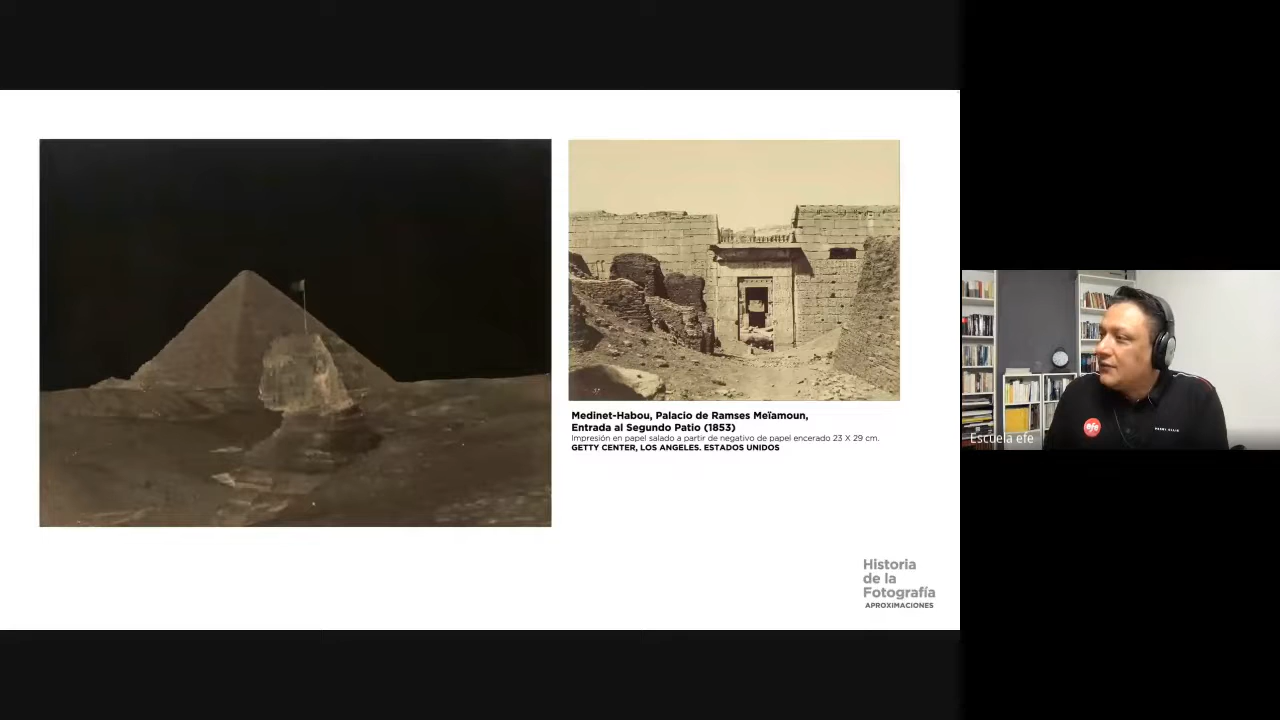 Medinet-Habou, Palacio de Ramses Meïamoun,
Entrada al Segundo Patio (1853)
Impresión en papel salado a partir de negativo de papel encerado 23 X 29 cm.
GETTY CENTER, LOS ANGELES. ESTADOS UNIDOS
Historia
de la
Fotografía
APROXIMACIONES
Escuela efe
efe